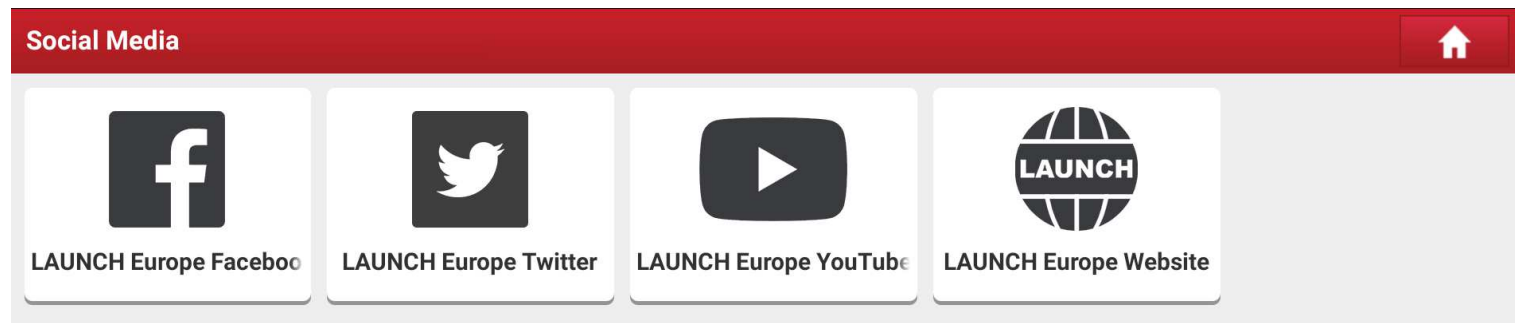 Social Media
LAUNCH
LAUNCH Europe Faceboo
LAUNCH Europe Twitter
LAUNCH Europe YouTube
LAUNCH Europe Website